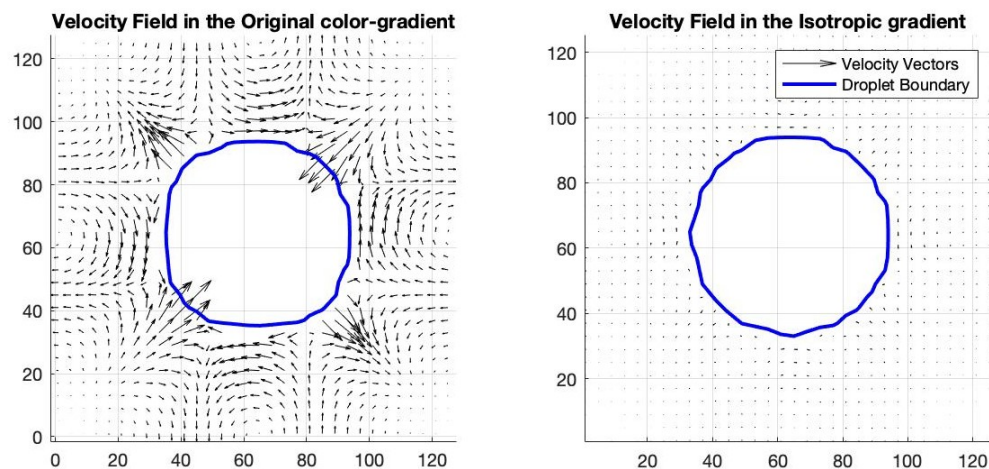 Velocity Field in the Original color-gradient
120
100
80
60
40
20
0
0 20 40 60 80 100 120
Velocity Field in the Isotropic gradient
Velocity Vectors
Droplet Boundary
120
100
80
60
40
20
20 40 60 80 100 120